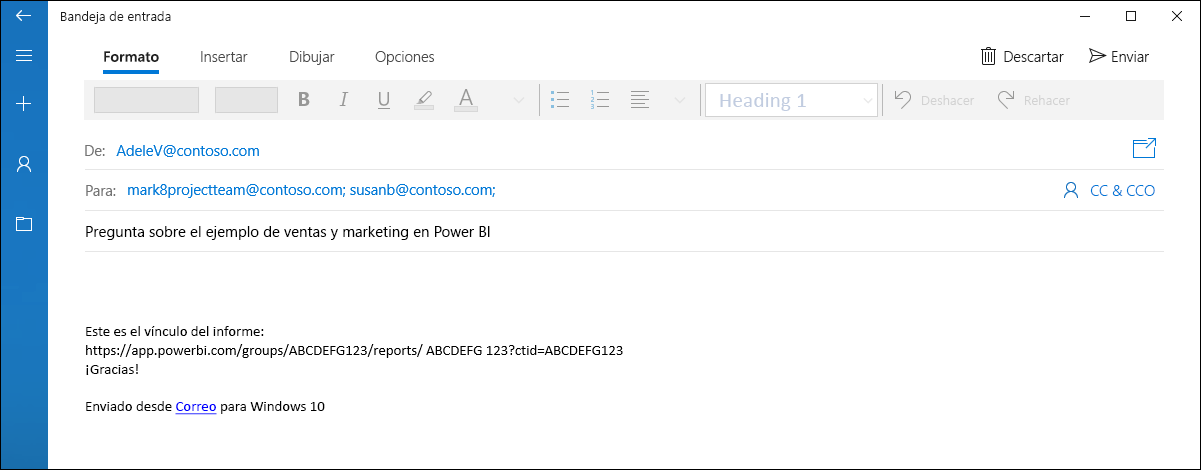 Bandeja de entrada
Formato Insertar Dibujar Opciones Descartar Enviar
B I U A Heading 1 Deshacer Rehacer
De: AdeleV@contoso.com
Para: mark8projectteam@contoso.com; susanb@contoso.com; CC & CCO
Pregunta sobre el ejemplo de ventas y marketing en Power BI
Este es el vínculo del informe:
https://app.powerbi.com/groups/ABCDEFG123/reports/ ABCDEFG 123?ctid=ABCDEFG123
¡Gracias!
Enviado desde Correo para Windows 10